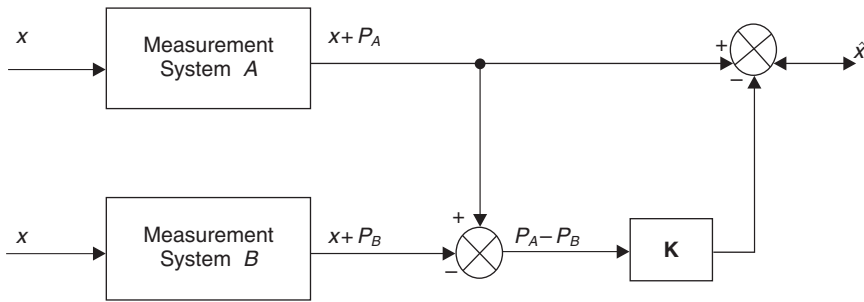 x
Measurement
System A
x + P_A
+
−
x̂
x
Measurement
System B
x + P_B
+
−
P_A − P_B
K